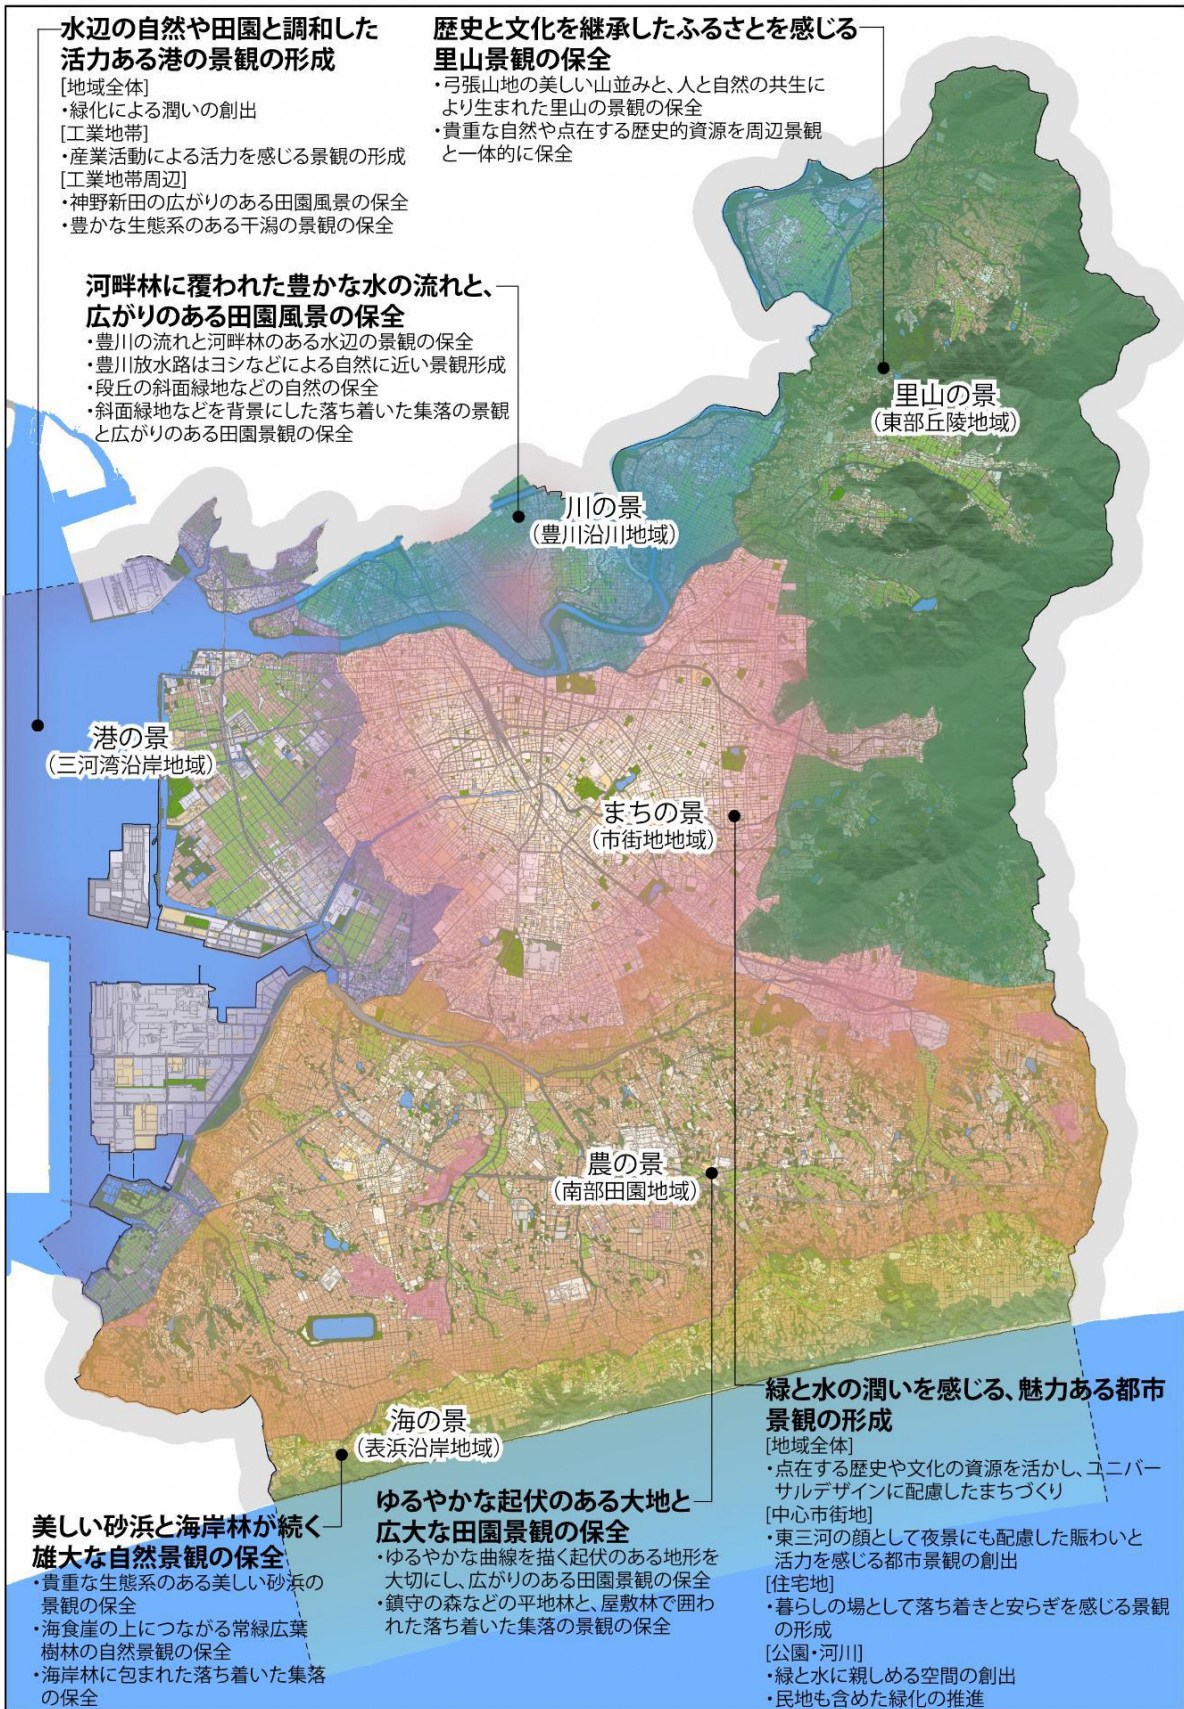 水辺の自然や田園と調和した
活力ある港の景観の形成
[地域全体]
・緑化による潤いの創出
[工業地帯]
・産業活動による活力を感じる景観の形成
[工業地帯周辺]
・神野新田の広がりのある田園風景の保全
・豊かな生態系のある干潟の景観の保全
歴史と文化を継承したふるさとを感じる
里山景観の保全
・弓張山地の美しい山並みと、人と自然の共生に
より生まれた里山の景観の保全
・貴重な自然や点在する歴史的資源を周辺景観
と一体的に保全
河畔林に覆われた豊かな水の流れと、
広がりのある田園風景の保全
・豊川の流れと河畔林のある水辺の景観の保全
・豊川放水路はヨシなどによる自然に近い景観形成
・段丘の斜面緑地などの自然の保全
・斜面緑地などを背景にした落ち着いた集落の景観
と広がりのある田園景観の保全
里山の景
(東部丘陵地域)
川の景
(豊川沿川地域)
港の景
(三河湾沿岸地域)
まちの景
(市街地地域)
農の景
(南部田園地域)
海の景
(表浜沿岸地域)
美しい砂浜と海岸林が続く
雄大な自然景観の保全
・貴重な生態系のある美しい砂浜の
景観の保全
・海食崖の上につながる常緑広葉
樹林の自然景観の保全
・海岸林に包まれた落ち着いた集落
の保全
ゆるやかな起伏のある大地と
広大な田園景観の保全
・ゆるやかな曲線を描く起伏のある地形を
大切にし、広がりのある田園景観の保全
・鎮守の森などの平地林と、屋敷林で囲わ
れた落ち着いた集落の景観の保全
緑と水の潤いを感じる、魅力ある都市
景観の形成
[地域全体]
・点在する歴史や文化の資源を活かし、ユニバー
サルデザインに配慮したまちづくり
[中心市街地]
・東三河の顔として夜景にも配慮した賑わいと
活力を感じる都市景観の創出
[住宅地]
・暮らしの場として落ち着きと安らぎを感じる景観
の形成
[公園・河川]
・緑と水に親しめる空間の創出
・民地も含めた緑化の推進